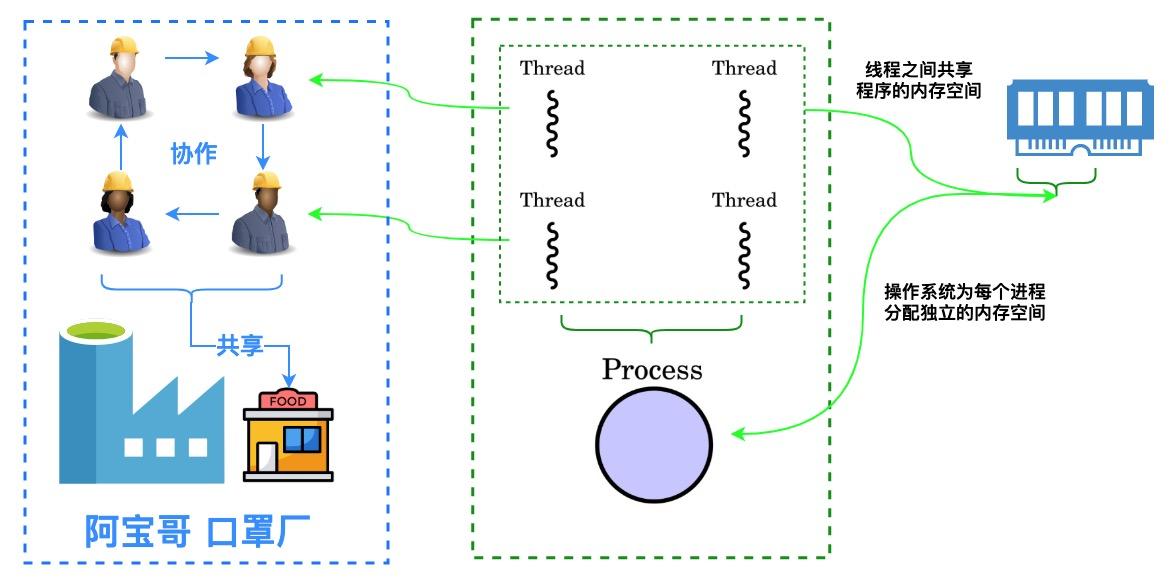 协作
共享
FOOD
阿宝哥 口罩厂
Thread
Thread
Thread
Thread
Process
线程之间共享
程序的内存空间
操作系统为每个进程
分配独立的内存空间